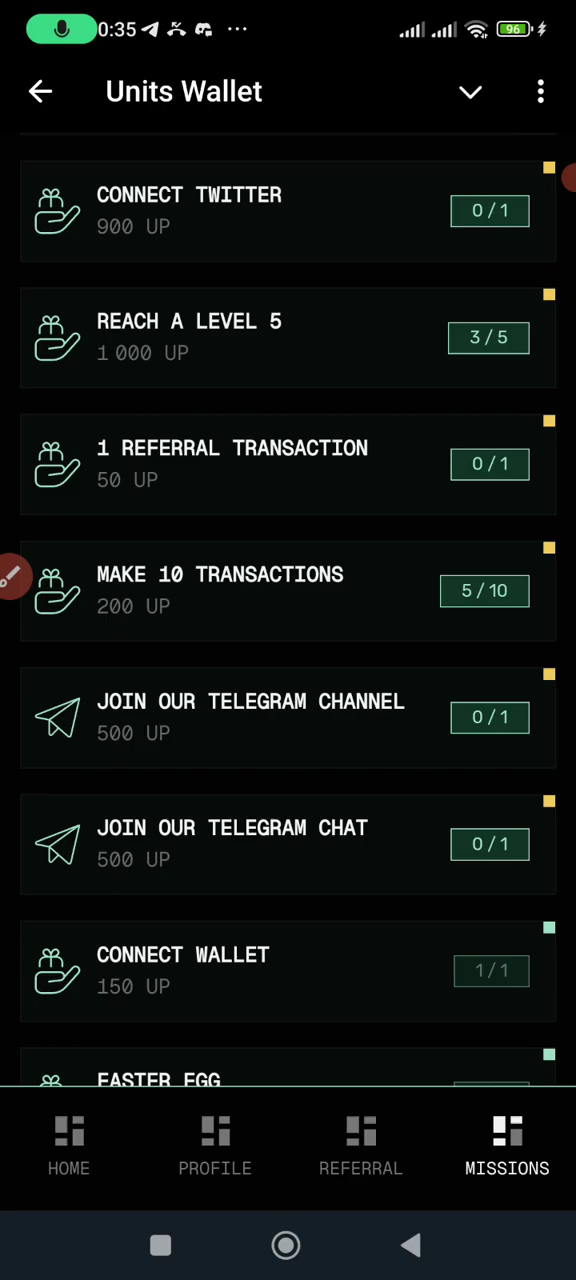 0:35
96
Units Wallet
CONNECT TWITTER
900 UP
0/1
REACH A LEVEL 5
1 000 UP
3/5
1 REFERRAL TRANSACTION
50 UP
0/1
MAKE 10 TRANSACTIONS
200 UP
5/10
JOIN OUR TELEGRAM CHANNEL
500 UP
0/1
JOIN OUR TELEGRAM CHAT
500 UP
0/1
CONNECT WALLET
150 UP
1/1
EASTER EGG
HOME
PROFILE
REFERRAL
MISSIONS